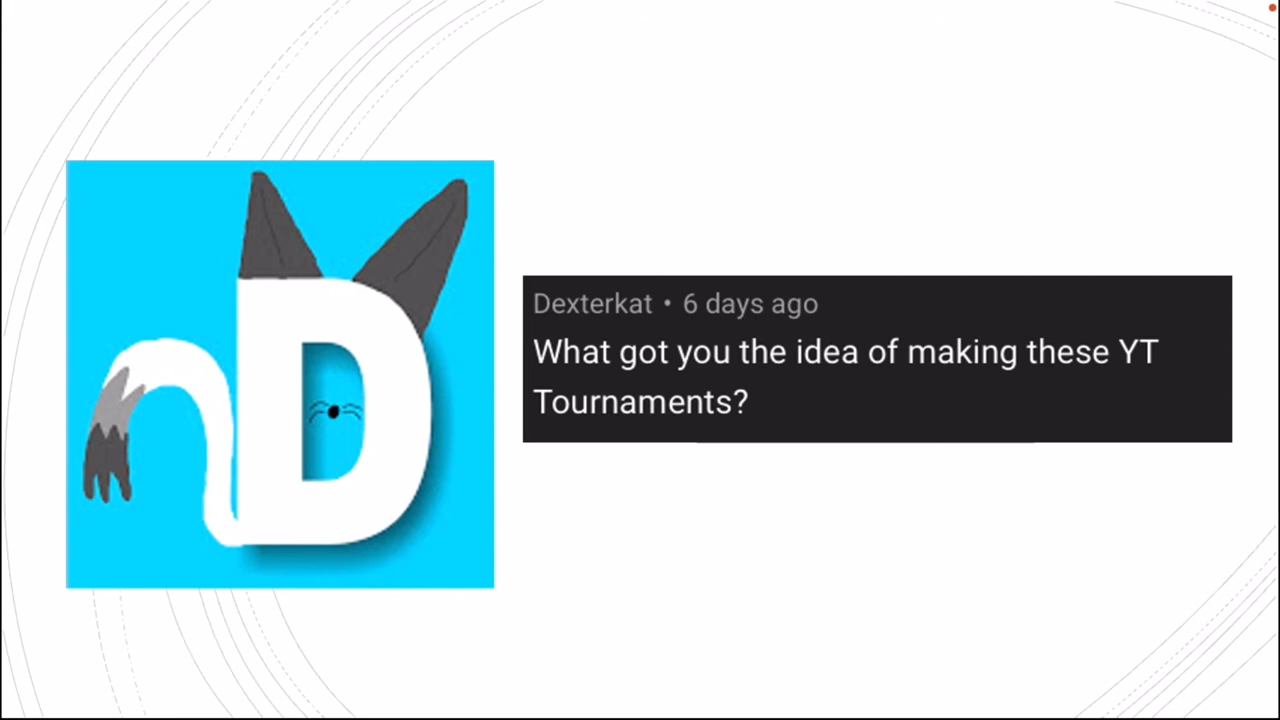 D
Dexterkat • 6 days ago
What got you the idea of making these YT
Tournaments?